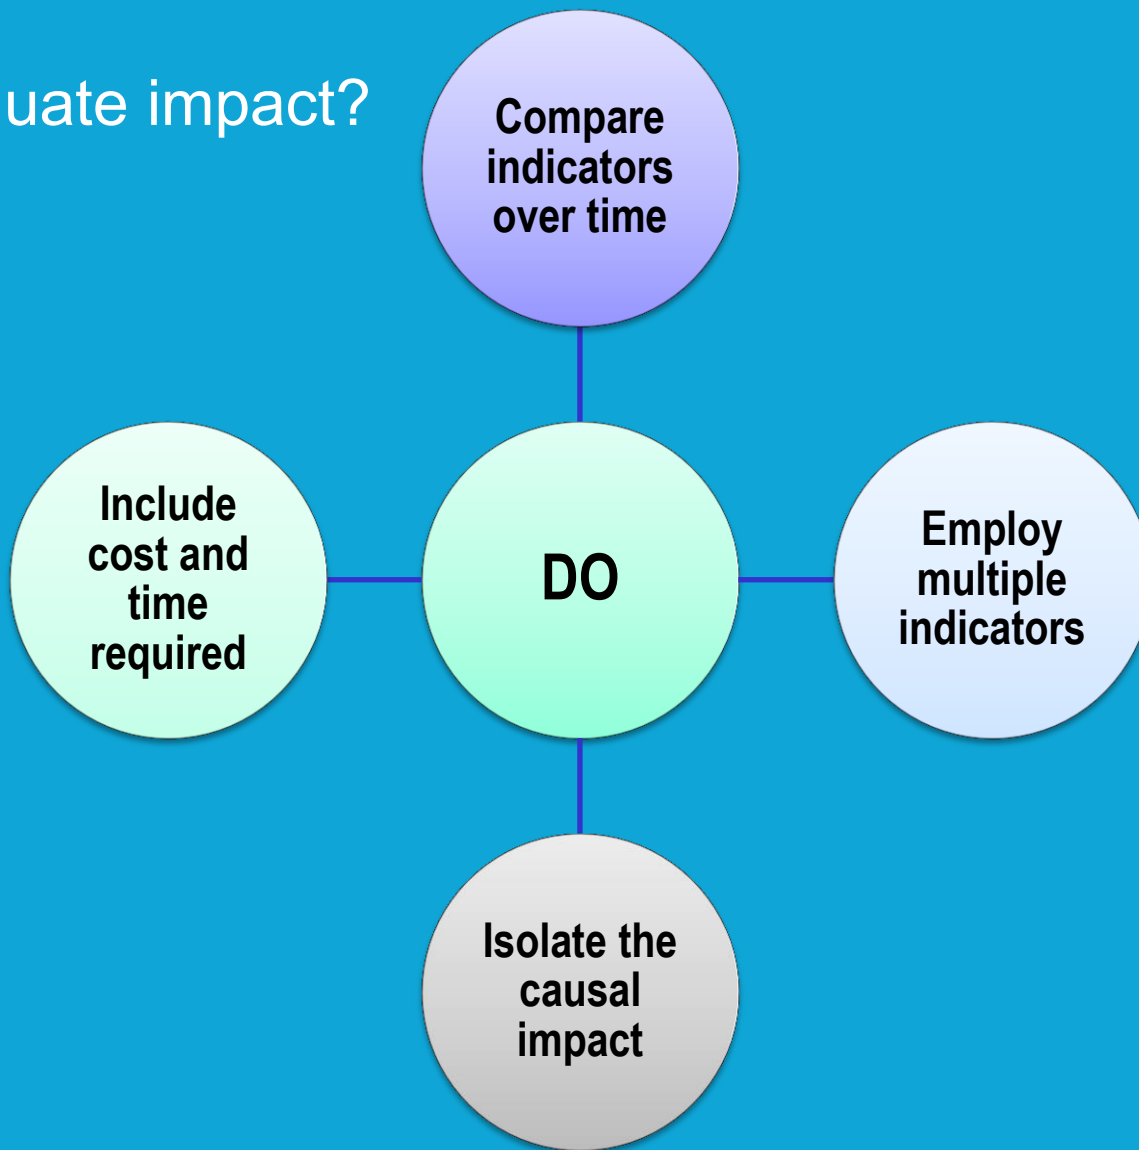 uate impact?
Compare
indicators
over time
Include
cost and
time
required
DO
Employ
multiple
indicators
Isolate the
causal
impact